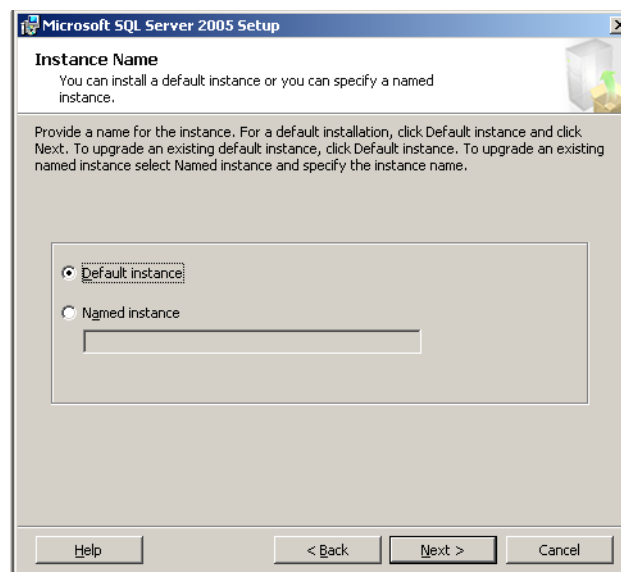 Microsoft SQL Server 2005 Setup
Instance Name
You can install a default instance or you can specify a named
instance.
Provide a name for the instance. For a default installation, click Default instance and click
Next. To upgrade an existing default instance, click Default instance. To upgrade an existing
named instance select Named instance and specify the instance name.
Default instance
Named instance
Help
< Back
Next >
Cancel